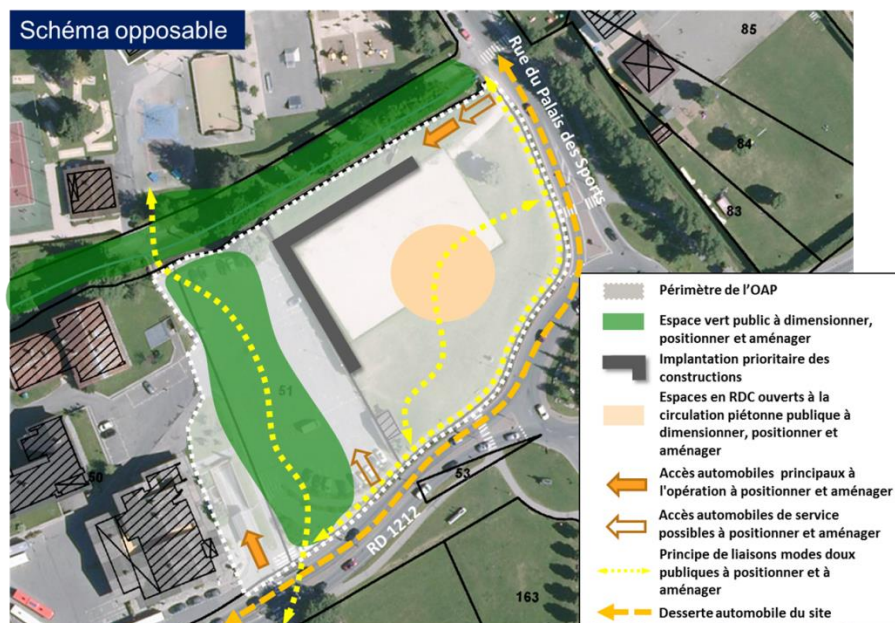 Schéma opposable
85
Rue du Palais des Sports
84
83
51
50
53
RD 1212
163
Périmètre de l'OAP
Espace vert public à dimensionner,
positionner et aménager
Implantation prioritaire des
constructions
Espaces en RDC ouverts à la
circulation piétonne publique à
dimensionner, positionner et
aménager
Accès automobiles principaux à
l'opération à positionner et aménager
Accès automobiles de service
possibles à positionner et aménager
Principe de liaisons modes doux
publiques à positionner et à
aménager
Desserte automobile du site